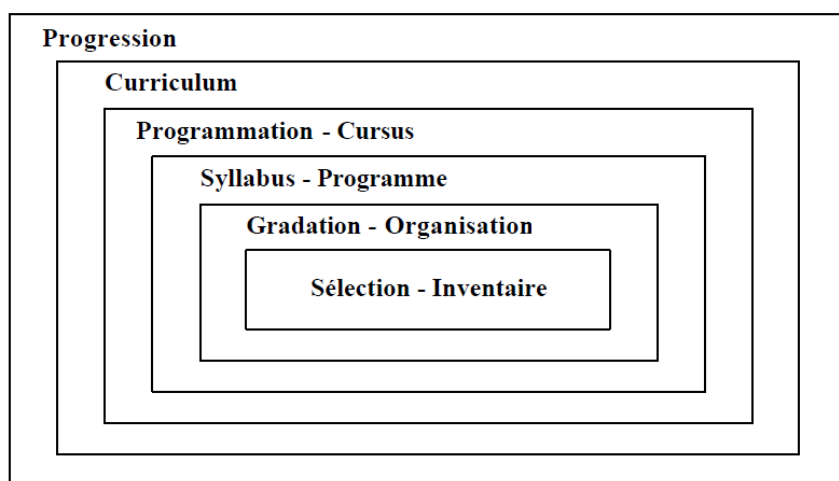 Progression
Curriculum
Programmation - Cursus
Syllabus - Programme
Gradation - Organisation
Sélection - Inventaire